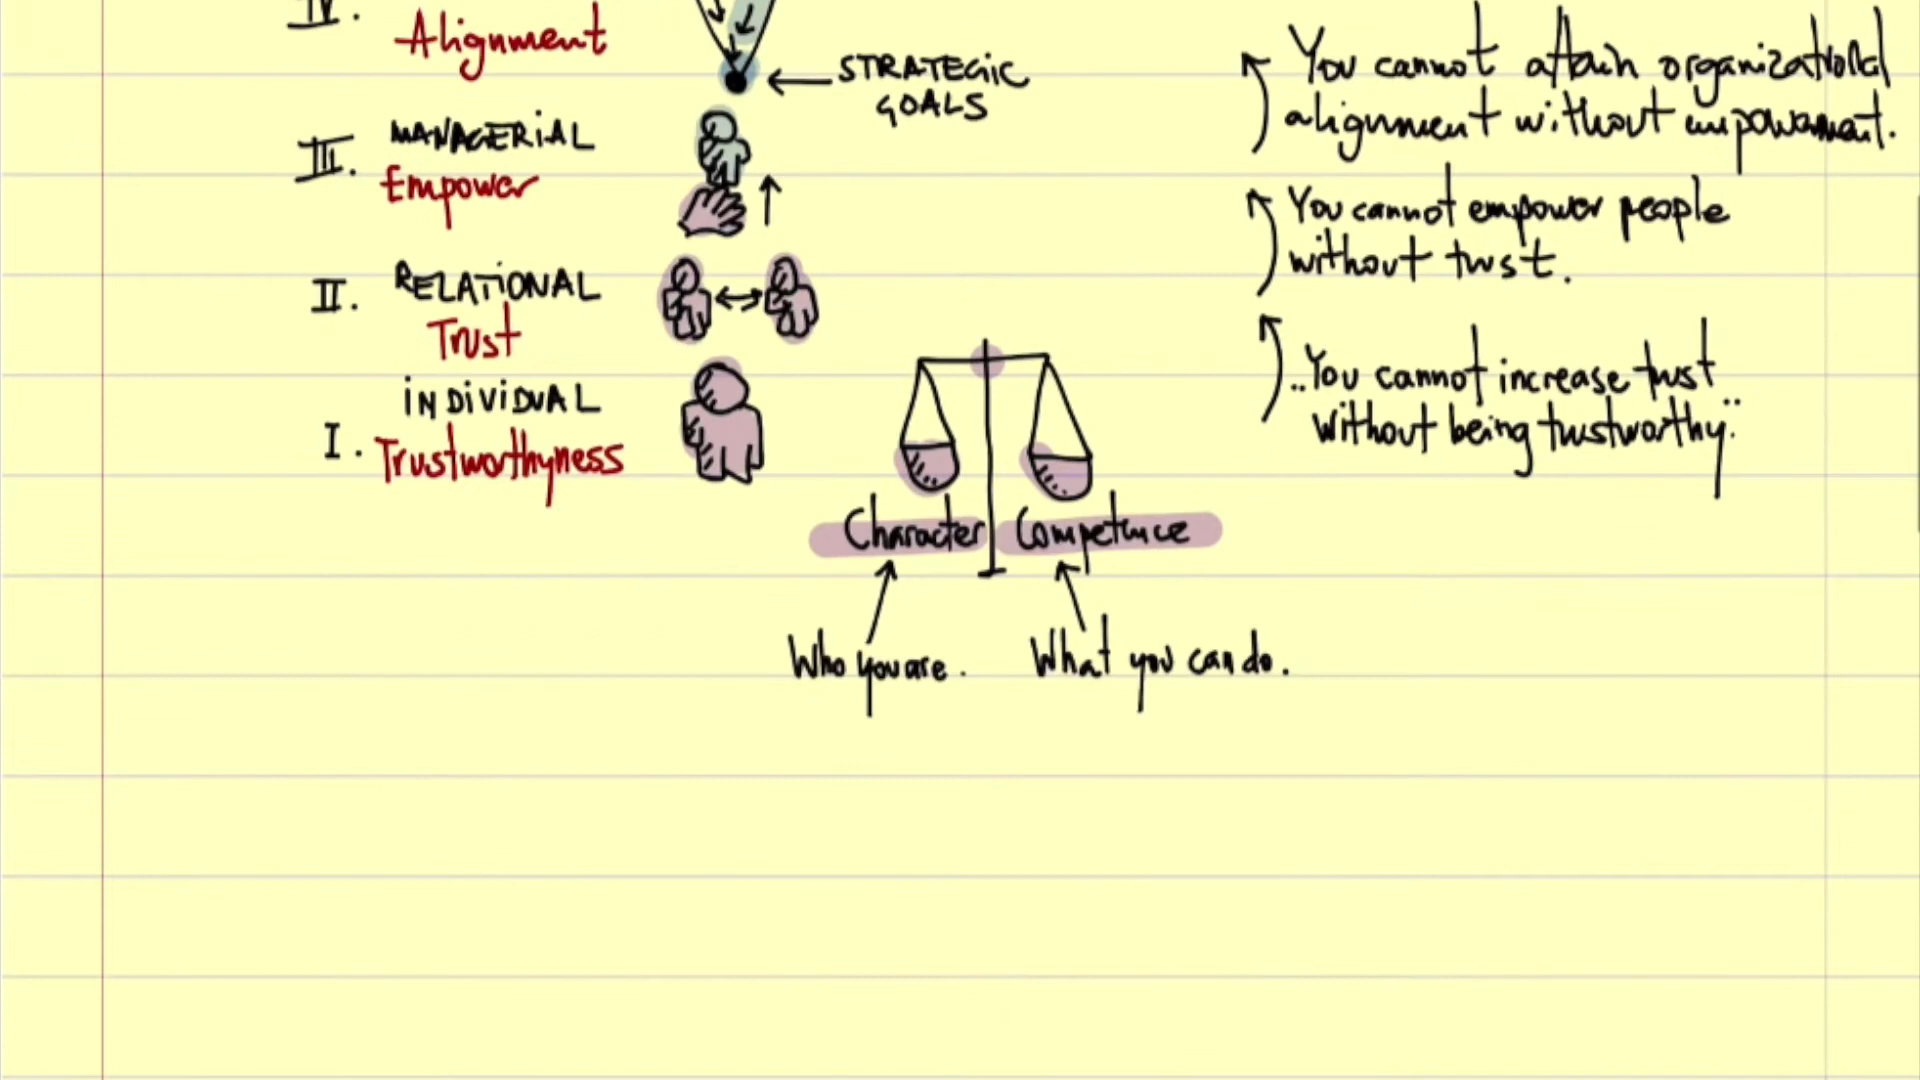 IV.
Alignment
STRATEGIC
GOALS
You cannot attain organizational
alignment without empowerment.
III.
MANAGERIAL
Empower
You cannot empower people
without trust.
II.
RELATIONAL
Trust
INDIVIDUAL
I.
Trustworthyness
..You cannot increase trust
without being trustworthy."
Character
Competence
Who you are.
What you can do.